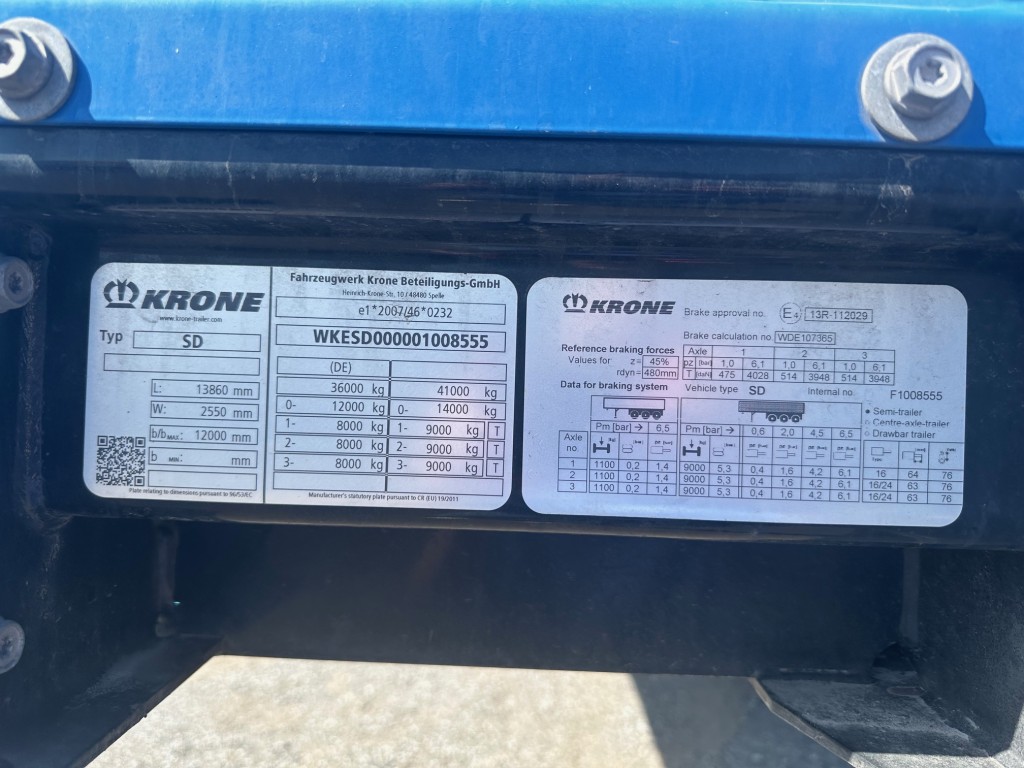 KRONE
www.krone-trailer.com
Typ SD
L: 13860 mm
W: 2550 mm
b/b MAX.: 12000 mm
b MIN.: mm
Plate relating to dimensions pursuant to 96/53/EC
Fahrzeugwerk Krone Beteiligungs-GmbH
Heinrich-Krone-Str. 10 / 48480 Spelle
e1*2007/46*0232
WKESD000001008555
(DE)
36000 kg 41000 kg
0- 12000 kg 0- 14000 kg
1- 8000 kg 1- 9000 kg T
2- 8000 kg 2- 9000 kg T
3- 8000 kg 3- 9000 kg T
Manufacturer's statutory plate pursuant to CR (EU) 19/2011
KRONE
Brake approval no. E4 13R-112029
Brake calculation no. WDE107365
Reference braking forces Axle 1 2 3
Values for z= 45% pz [bar] 1,0 6,1 1,0 6,1 1,0 6,1
rdyn= 480mm T [daN] 475 4028 514 3948 514 3948
Data for braking system Vehicle type SD Internal no. F1008555
Semi-trailer
Centre-axle-trailer
Drawbar trailer
Pm [bar] 6.5 Pm [bar] 0,6 2,0 4,5 6,5
Axle no.
1 1100 0,2 1,4 9000 5,3 0,4 1,6 4,2 6,1 16 64 76
2 1100 0,2 1,4 9000 5,3 0,4 1,6 4,2 6,1 16/24 63 76
3 1100 0,2 1,4 9000 5,3 0,4 1,6 4,2 6,1 16/24 63 76